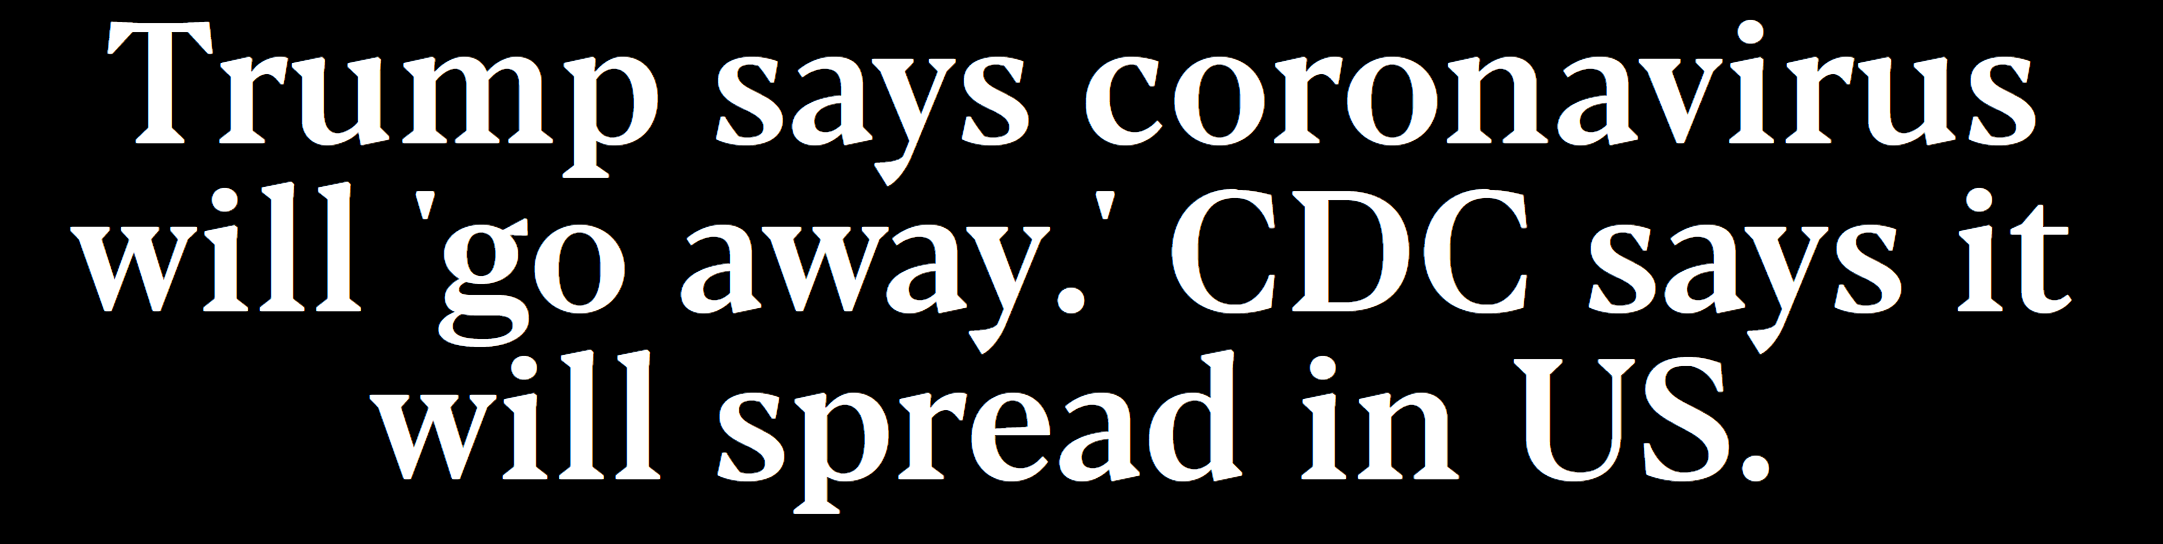 Trump says coronavirus
will 'go away.' CDC says it
will spread in US.